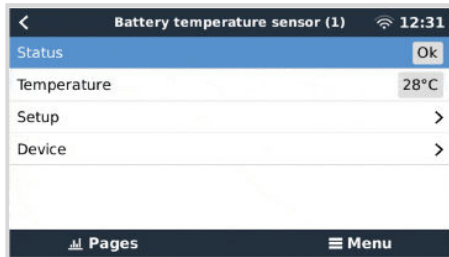 Battery temperature sensor (1) 12:31
Status Ok
Temperature 28°C
Setup
Device
Pages Menu